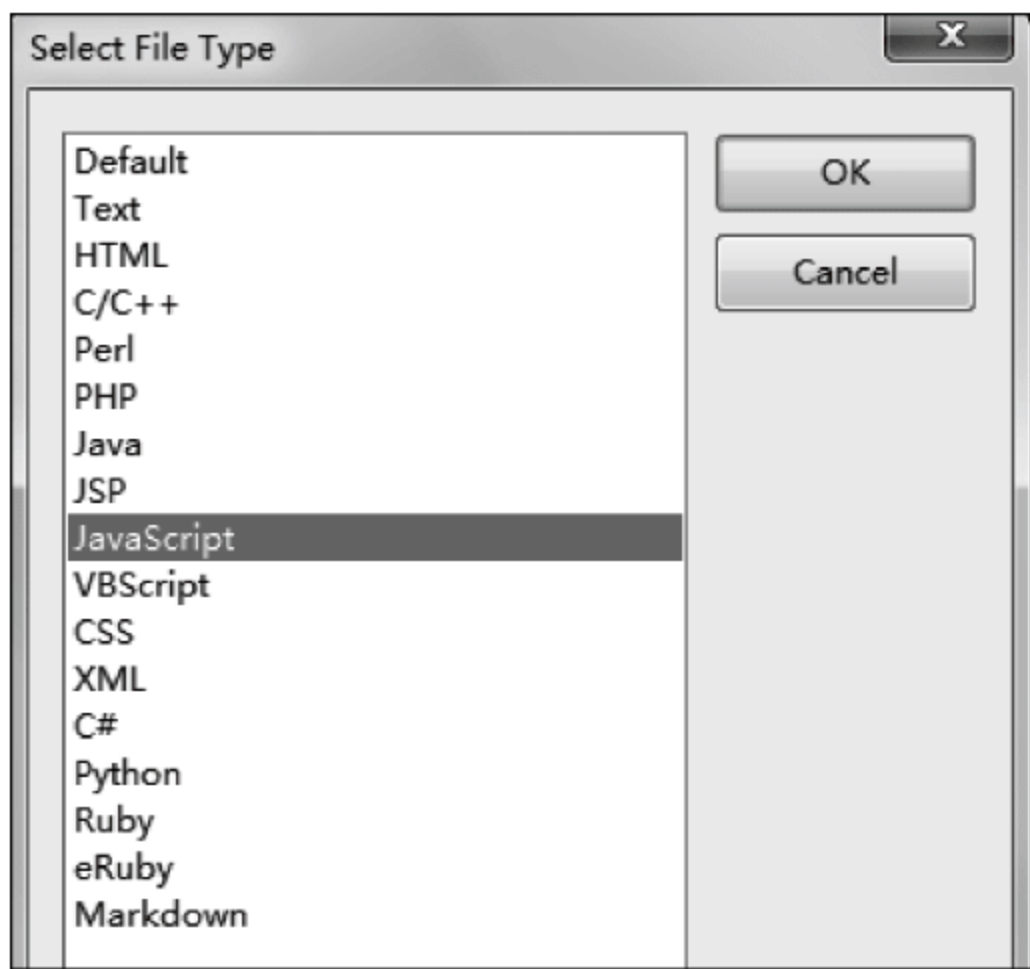 Select File Type
Default
Text
HTML
C/C++
Perl
PHP
Java
JSP
JavaScript
VBScript
CSS
XML
C#
Python
Ruby
eRuby
Markdown
OK
Cancel